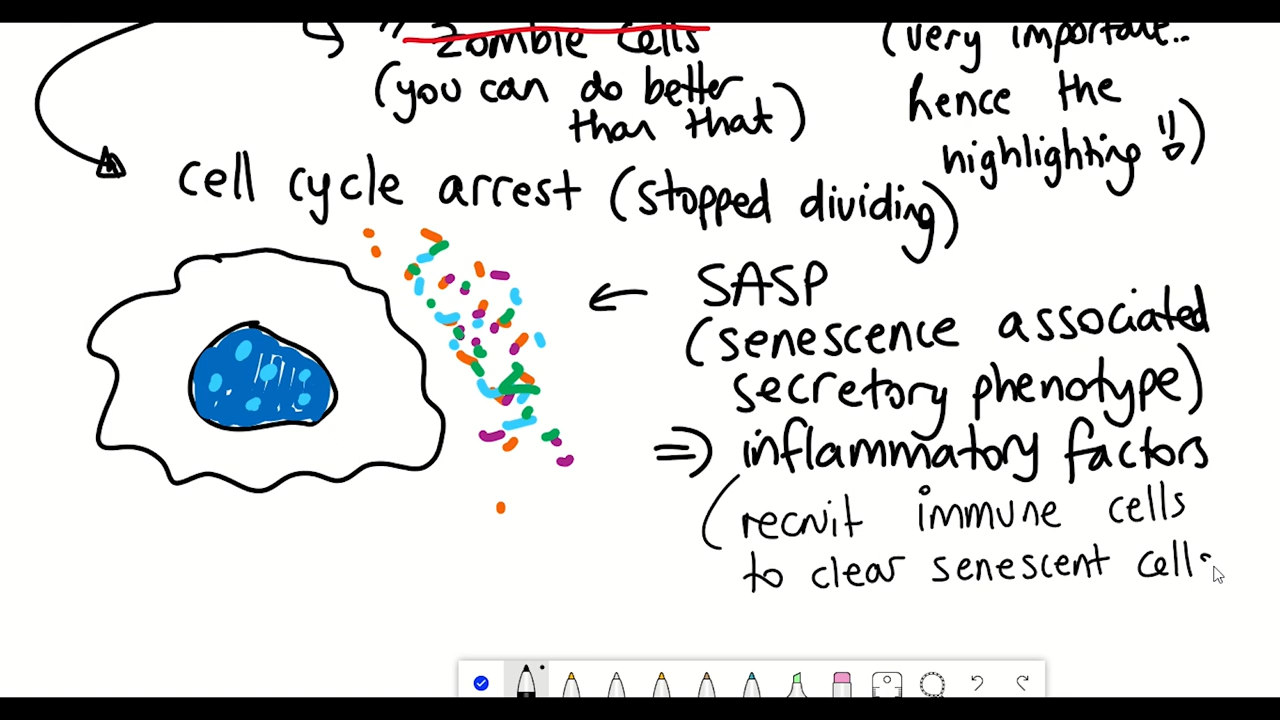 " Zombie Cells
(you can do better
than that)
(very important..
hence the
highlighting !!)
cell cycle arrest (stopped dividing)
SASP
(senescence associated
secretory phenotype)
=> inflammatory factors
(recruit immune cells
to clear senescent cells